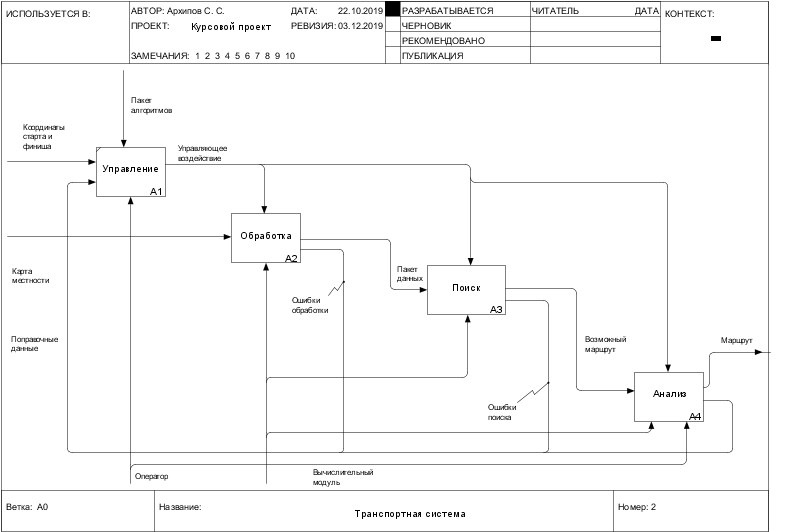 ИСПОЛЬЗУЕТСЯ В:
АВТОР: Архипов С. С.
ДАТА: 22.10.2019
РАЗРАБАТЫВАЕТСЯ
ЧИТАТЕЛЬ
ДАТА
КОНТЕКСТ:
ПРОЕКТ: Курсовой проект
РЕВИЗИЯ: 03.12.2019
ЧЕРНОВИК
РЕКОМЕНДОВАНО
ЗАМЕЧАНИЯ: 1 2 3 4 5 6 7 8 9 10
ПУБЛИКАЦИЯ
Пакет
алгоритмов
Координаты
старта и
финиша
Управляющее
воздействие
Управление
A1
Обработка
A2
Карта
местности
Пакет
данных
Поиск
A3
Ошибки
обработки
Поправочные
данные
Возможный
маршрут
Маршрут
Анализ
A4
Ошибки
поиска
Оператор
Вычислительный
модуль
Ветка: A0
Название:
Транспортная система
Номер: 2